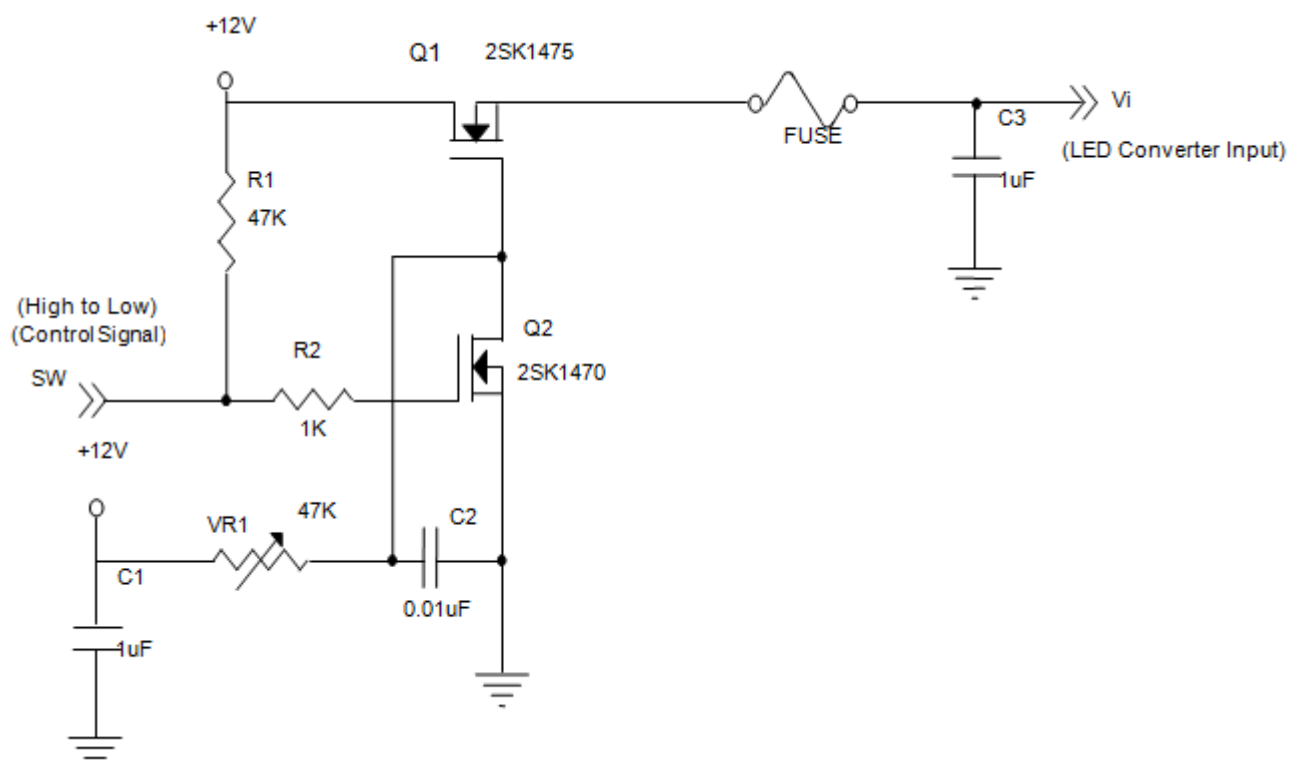 +12V
Q1 2SK1475
FUSE
C3
Vi
(LED Converter Input)
1uF
R1
47K
(High to Low)
(Control Signal)
SW
R2
1K
Q2
2SK1470
+12V
VR1
47K
C2
0.01uF
C1
1uF